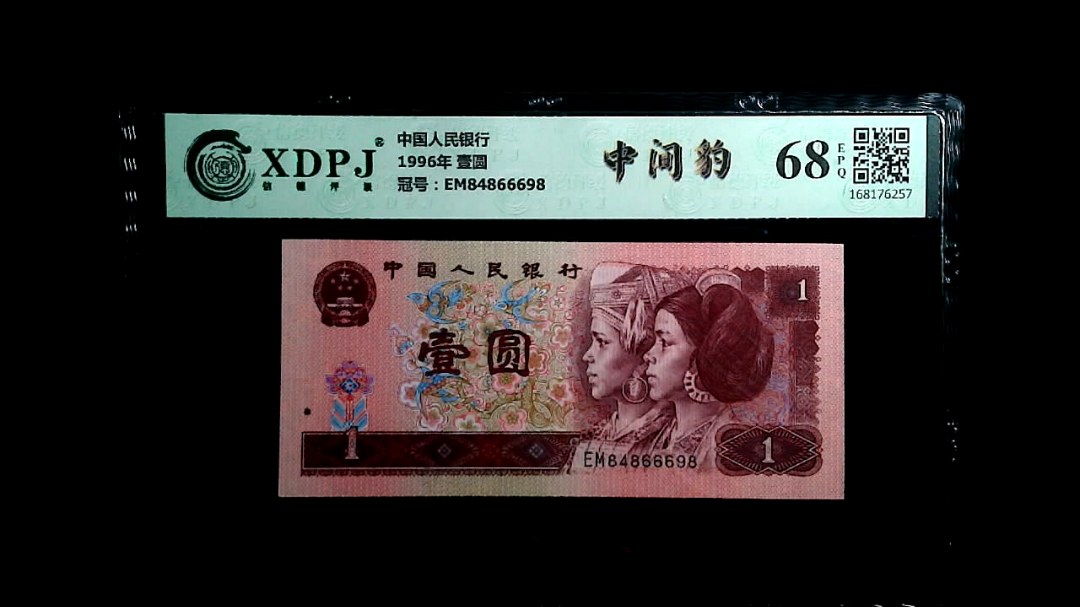 XDPJ®
信德评级
中国人民银行
1996年 壹圆
冠号：EM84866698
中间豹
68
EPQ
168176257
中国人民银行
1
壹圆
1
EM84866698
1